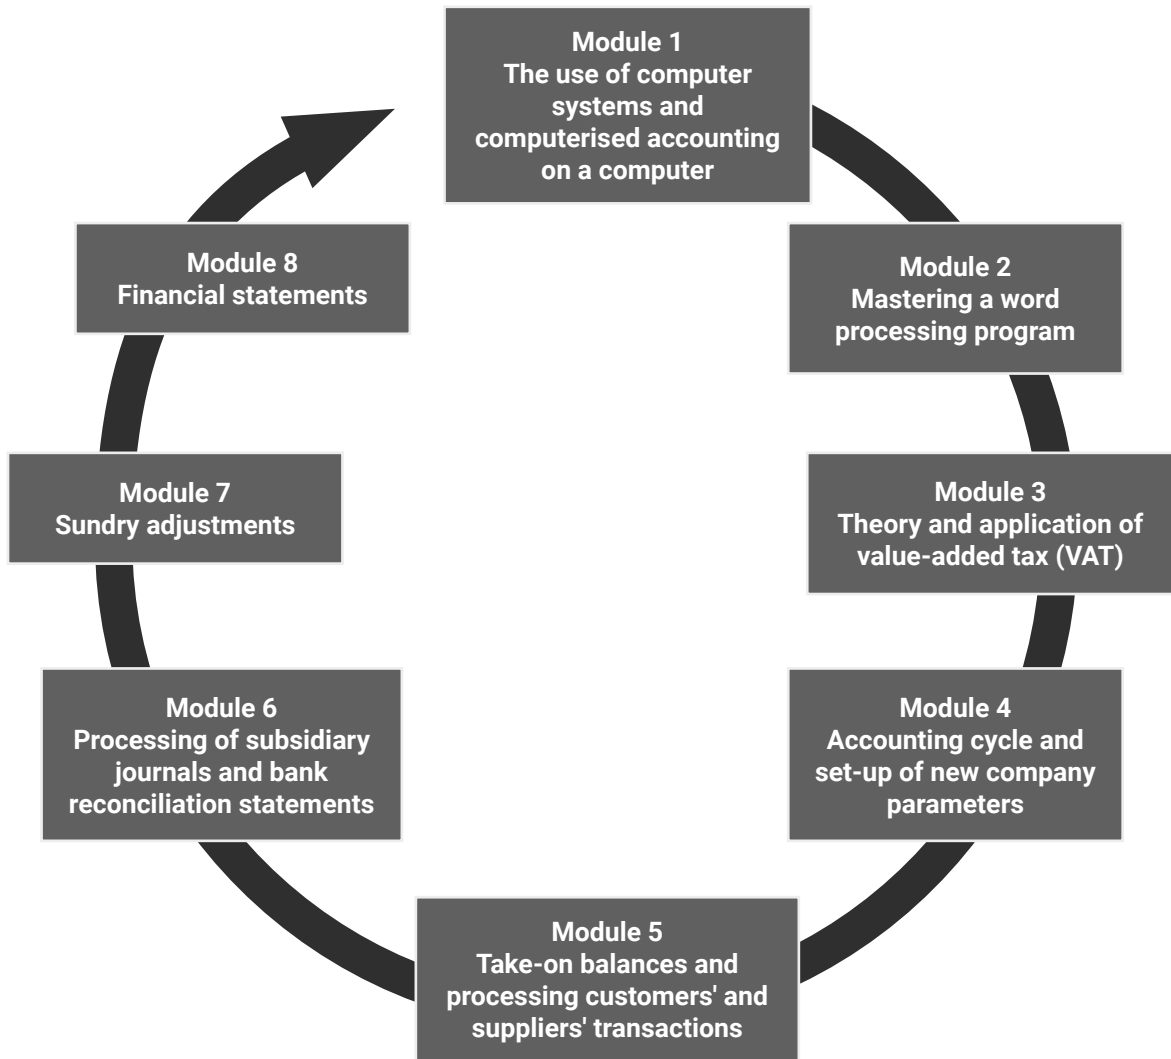 Module 1
The use of computer
systems and
computerised accounting
on a computer
Module 2
Mastering a word
processing program
Module 3
Theory and application of
value-added tax (VAT)
Module 4
Accounting cycle and
set-up of new company
parameters
Module 5
Take-on balances and
processing customers' and
suppliers' transactions
Module 6
Processing of subsidiary
journals and bank
reconciliation statements
Module 7
Sundry adjustments
Module 8
Financial statements